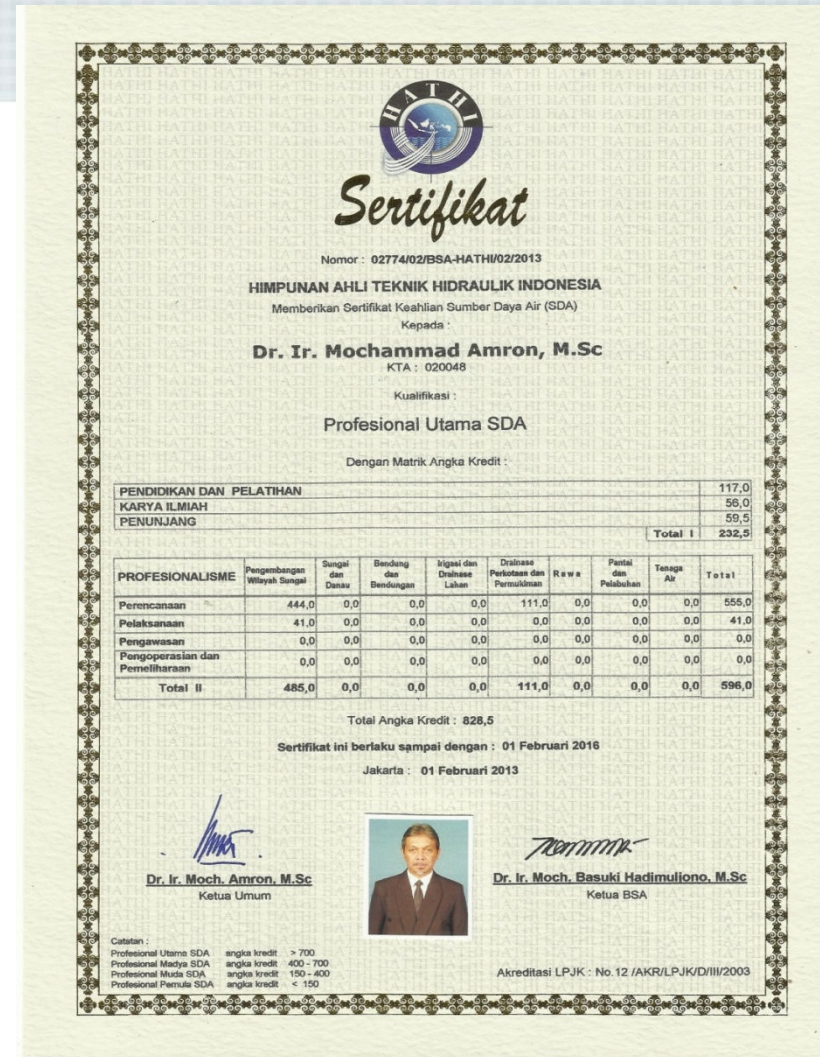 HATHI
Sertifikat
Nomor : 02774/02/BSA-HATHI/02/2013
HIMPUNAN AHLI TEKNIK HIDRAULIK INDONESIA
Memberikan Sertifikat Keahlian Sumber Daya Air (SDA)
Kepada :
Dr. Ir. Mochammad Amron, M.Sc
KTA : 020048
Kualifikasi :
Profesional Utama SDA
Dengan Matrik Angka Kredit :
PENDIDIKAN DAN PELATIHAN 117,0
KARYA ILMIAH 56,0
PENUNJANG 59,5
Total I 232,5
PROFESIONALISME Pengembangan Wilayah Sungai Sungai dan Danau Bendung dan Bendungan Irigasi dan Drainase Lahan Drainase Perkotaan dan Permukiman Rawa Pantai dan Pelabuhan Tenaga Air Total
Perencanaan 444,0 0,0 0,0 0,0 111,0 0,0 0,0 0,0 555,0
Pelaksanaan 41,0 0,0 0,0 0,0 0,0 0,0 0,0 0,0 41,0
Pengawasan 0,0 0,0 0,0 0,0 0,0 0,0 0,0 0,0 0,0
Pengoperasian dan Pemeliharaan 0,0 0,0 0,0 0,0 0,0 0,0 0,0 0,0 0,0
Total II 485,0 0,0 0,0 0,0 111,0 0,0 0,0 0,0 596,0
Total Angka Kredit : 828,5
Sertifikat ini berlaku sampai dengan : 01 Februari 2016
Jakarta : 01 Februari 2013
Dr. Ir. Moch. Amron, M.Sc
Ketua Umum
Dr. Ir. Moch. Basuki Hadimuljono, M.Sc
Ketua BSA
Catatan :
Profesional Utama SDA angka kredit > 700
Profesional Madya SDA angka kredit 400 - 700
Profesional Muda SDA angka kredit 150 - 400
Profesional Pemula SDA angka kredit < 150
Akreditasi LPJK : No.12 /AKR/LPJK/D/III/2003